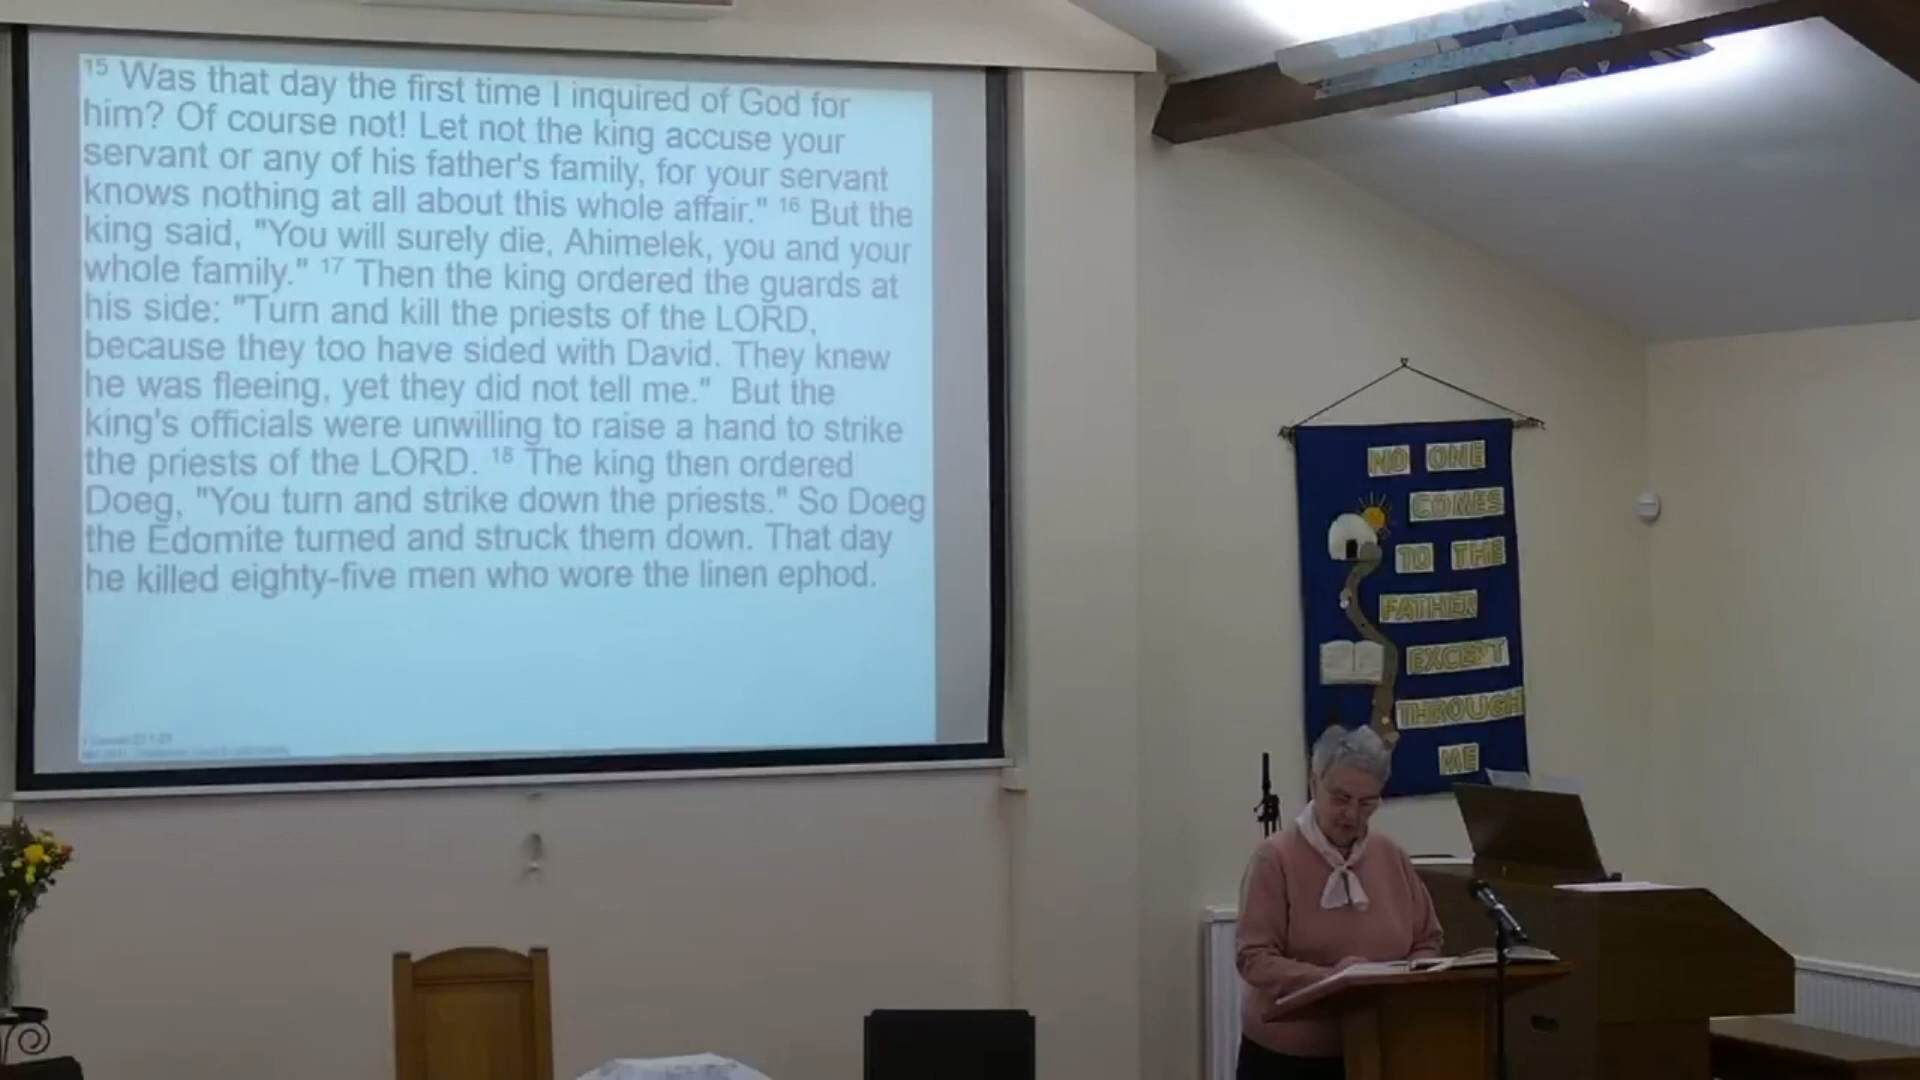 15 Was that day the first time I inquired of God for
him? Of course not! Let not the king accuse your
servant or any of his father's family, for your servant
knows nothing at all about this whole affair." 16 But the
king said, "You will surely die, Ahimelek, you and your
whole family." 17 Then the king ordered the guards at
his side: "Turn and kill the priests of the LORD,
because they too have sided with David. They knew
he was fleeing, yet they did not tell me." But the
king's officials were unwilling to raise a hand to strike
the priests of the LORD. 18 The king then ordered
Doeg, "You turn and strike down the priests." So Doeg
the Edomite turned and struck them down. That day
he killed eighty-five men who wore the linen ephod.
NO ONE
COMES
TO THE
FATHER
EXCEPT
THROUGH
ME